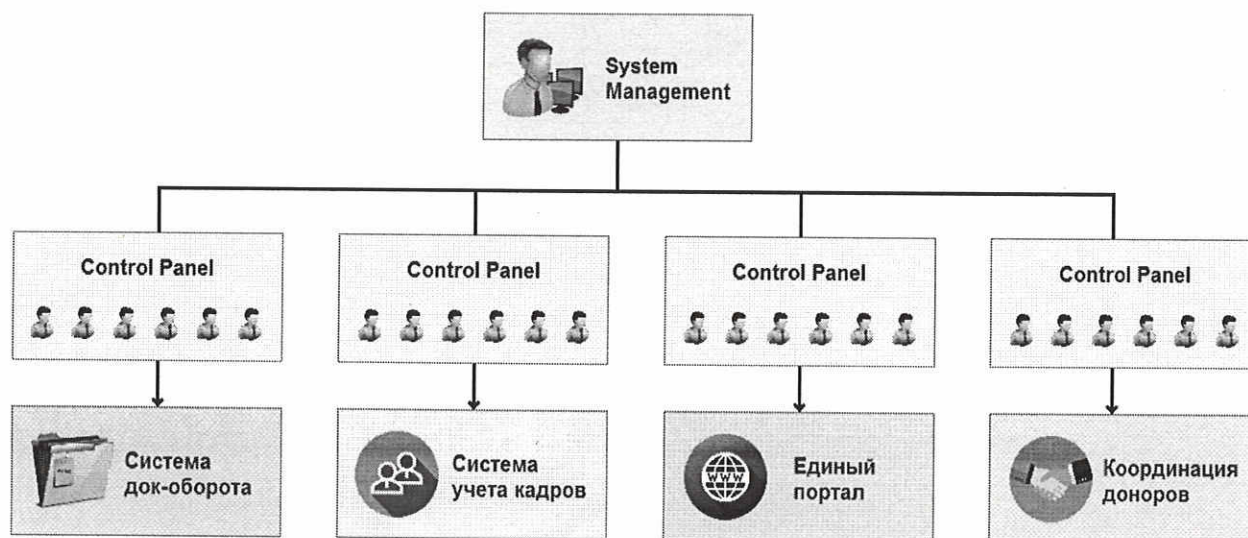 System
Management
Control Panel
Control Panel
Control Panel
Control Panel
Система
док-оборота
Система
учета кадров
WWW
Единый
портал
Координация
доноров